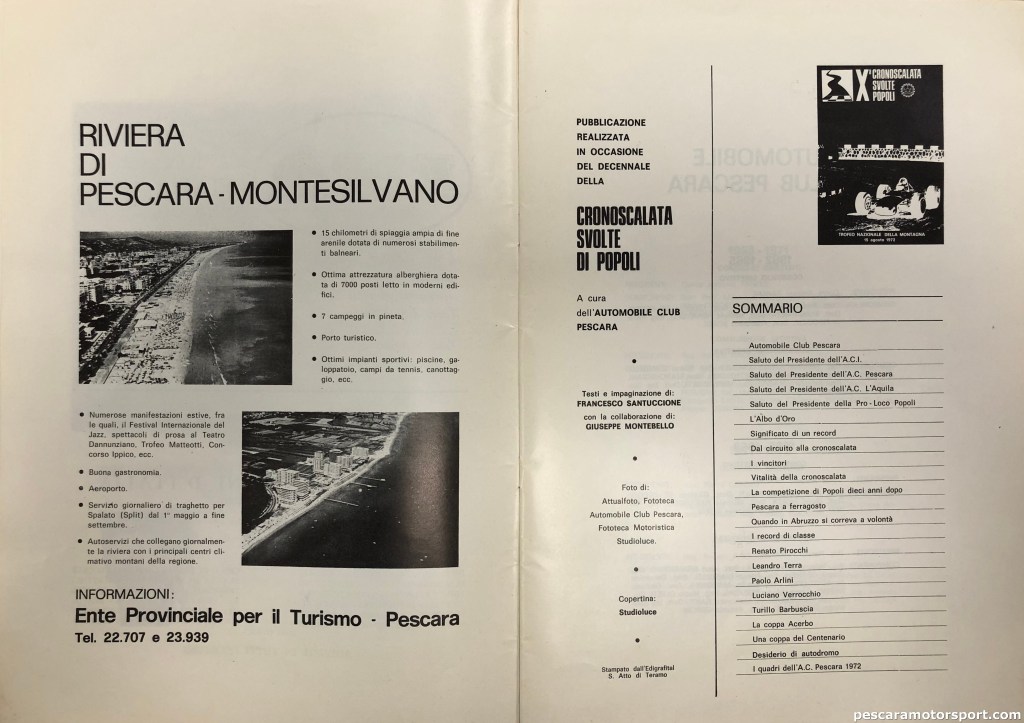 RIVIERA
DI
PESCARA - MONTESILVANO
● 15 chilometri di spiaggia ampia di fine
arenile dotata di numerosi stabilimen-
ti balneari.
● Ottima attrezzatura alberghiera dota-
ta di 7000 posti letto in moderni edi-
fici.
● 7 campeggi in pineta.
● Porto turistico.
● Ottimi impianti sportivi: piscine, ga-
loppatoio, campi da tennis, canottag-
gio, ecc.
● Numerose manifestazioni estive, fra
le quali, il Festival Internazionale del
Jazz, spettacoli di prosa al Teatro
Dannunziano, Trofeo Matteotti, Con-
corso Ippico, ecc.
● Buona gastronomia.
● Aeroporto.
● Servizio giornaliero di traghetto per
Spalato (Split) dal 1° maggio a fine
settembre.
● Autoservizi che collegano giornalmen-
te la riviera con i principali centri cli-
mativo montani della regione.
INFORMAZIONI:
Ente Provinciale per il Turismo - Pescara
Tel. 22.707 e 23.939
PUBBLICAZIONE
REALIZZATA
IN OCCASIONE
DEL DECENNALE
DELLA
CRONOSCALATA
SVOLTE
DI POPOLI
A cura
dell'AUTOMOBILE CLUB
PESCARA
Testi e impaginazione di:
FRANCESCO SANTUCCIONE
con la collaborazione di:
GIUSEPPE MONTEBELLO
Foto di:
Attualfoto, Fototeca
Automobile Club Pescara,
Fototeca Motoristica
Studioluce.
Copertina:
Studioluce
Stampato dall'Edigrafital
S. Atto di Teramo
X CRONOSCALATA
SVOLTE
POPOLI
TROFEO NAZIONALE DELLA MONTAGNA
15 agosto 1972
SOMMARIO
Automobile Club Pescara
Saluto del Presidente dell'A.C.I.
Saluto del Presidente dell'A.C. Pescara
Saluto del Presidente dell'A.C. L'Aquila
Saluto del Presidente della Pro-Loco Popoli
L'Albo d'Oro
Significato di un record
Dal circuito alla cronoscalata
I vincitori
Vitalità della cronoscalata
La competizione di Popoli dieci anni dopo
Pescara a ferragosto
Quando in Abruzzo si correva a volontà
I record di classe
Renato Pirocchi
Leandro Terra
Paolo Arlini
Luciano Verrocchio
Turillo Barbuscia
La coppa Acerbo
Una coppa del Centenario
Desiderio di autodromo
I quadri dell'A.C. Pescara 1972
pescaramotorsport.com